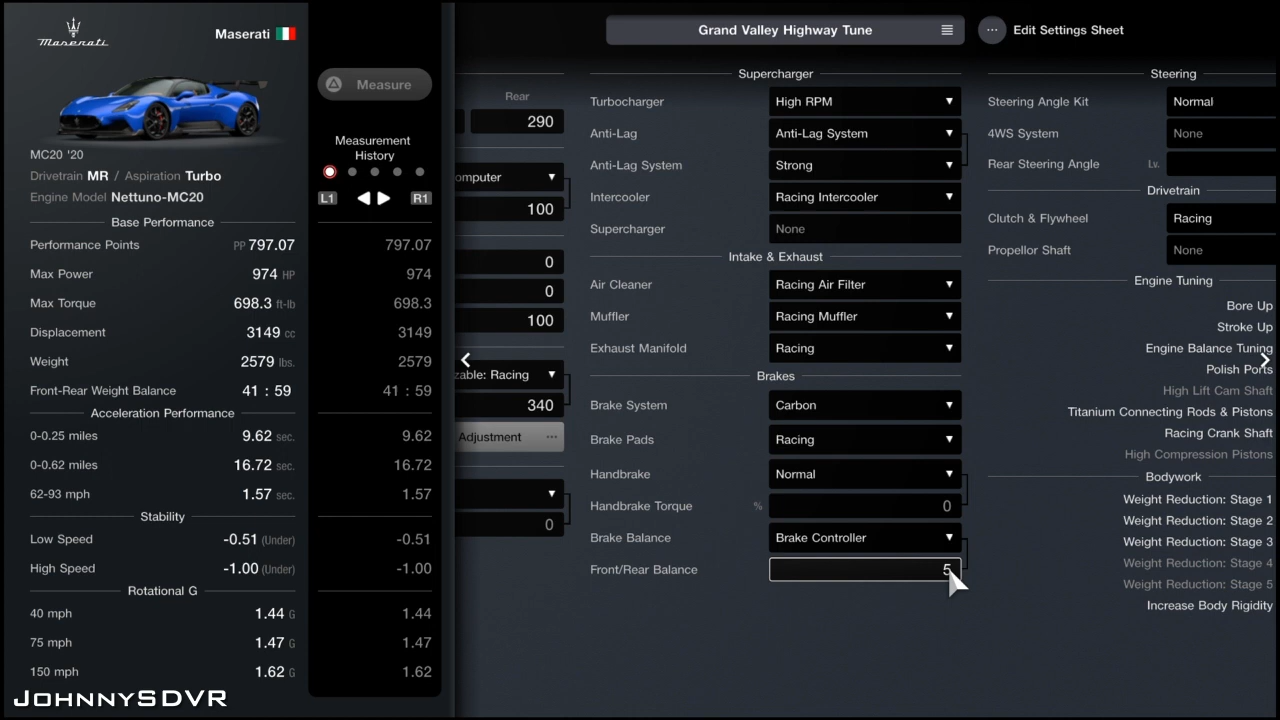 Maserati
Maserati
MC20 '20
Drivetrain MR / Aspiration Turbo
Engine Model Nettuno-MC20
Base Performance
Performance Points PP 797.07
Max Power 974 HP
Max Torque 698.3 ft-lb
Displacement 3149 cc
Weight 2579 lbs.
Front-Rear Weight Balance 41 : 59
Acceleration Performance
0-0.25 miles 9.62 sec.
0-0.62 miles 16.72 sec.
62-93 mph 1.57 sec.
Stability
Low Speed -0.51 (Under)
High Speed -1.00 (Under)
Rotational G
40 mph 1.44 G
75 mph 1.47 G
150 mph 1.62 G
JOHNNYSDVR
Measure
Measurement
History
L1 R1
797.07
974
698.3
3149
2579
41 : 59
9.62
16.72
1.57
-0.51
-1.00
1.44
1.47
1.62
Grand Valley Highway Tune
Edit Settings Sheet
Rear
290
omputer
100
0
0
100
zable: Racing
340
Adjustment
0
Supercharger
Turbocharger High RPM
Anti-Lag Anti-Lag System
Anti-Lag System Strong
Intercooler Racing Intercooler
Supercharger None
Intake & Exhaust
Air Cleaner Racing Air Filter
Muffler Racing Muffler
Exhaust Manifold Racing
Brakes
Brake System Carbon
Brake Pads Racing
Handbrake Normal
Handbrake Torque % 0
Brake Balance Brake Controller
Front/Rear Balance 5
Steering
Steering Angle Kit Normal
4WS System None
Rear Steering Angle Lv.
Drivetrain
Clutch & Flywheel Racing
Propellor Shaft None
Engine Tuning
Bore Up
Stroke Up
Engine Balance Tuning
Polish Ports
High Lift Cam Shaft
Titanium Connecting Rods & Pistons
Racing Crank Shaft
High Compression Pistons
Bodywork
Weight Reduction: Stage 1
Weight Reduction: Stage 2
Weight Reduction: Stage 3
Weight Reduction: Stage 4
Weight Reduction: Stage 5
Increase Body Rigidity